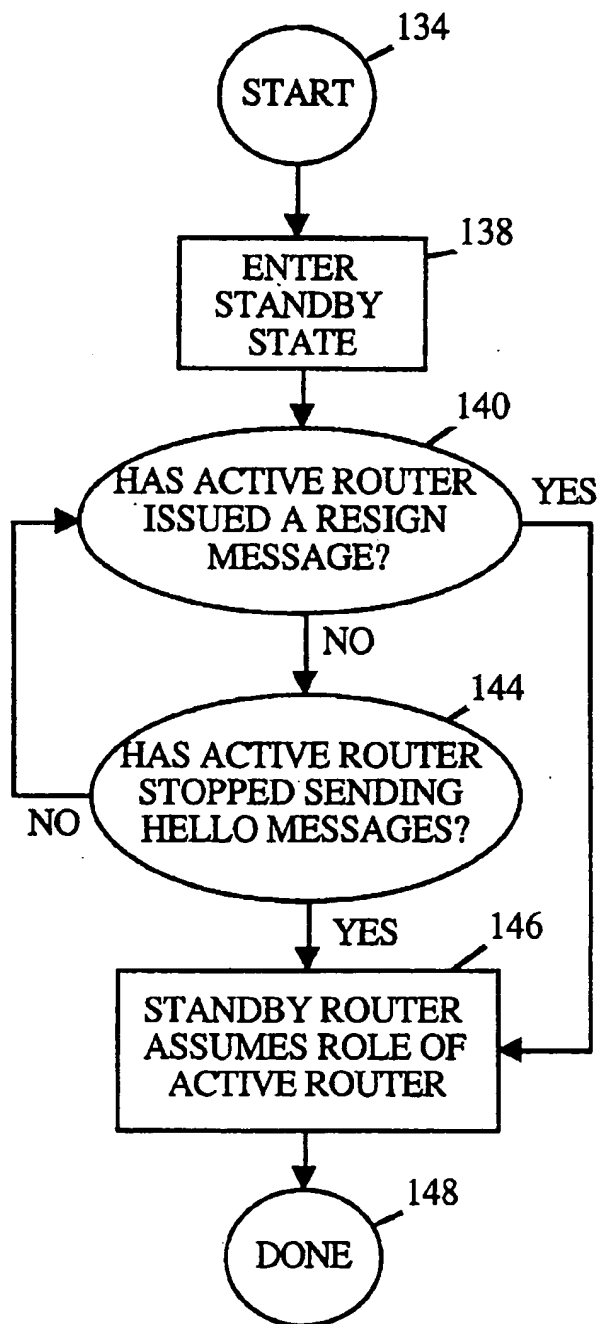 134
START
138
ENTER
STANDBY
STATE
140
HAS ACTIVE ROUTER
ISSUED A RESIGN
MESSAGE?
YES
NO
144
HAS ACTIVE ROUTER
STOPPED SENDING
HELLO MESSAGES?
NO
YES
146
STANDBY ROUTER
ASSUMES ROLE OF
ACTIVE ROUTER
148
DONE